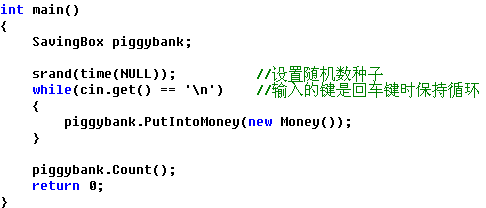 int main()
{
    SavingBox piggybank;
    srand(time(NULL));          //设置随机数种子
    while(cin.get() == '\n')    //输入的键是回车键时保持循环
    {
        piggybank.PutIntoMoney(new Money());
    }
    piggybank.Count();
    return 0;
}